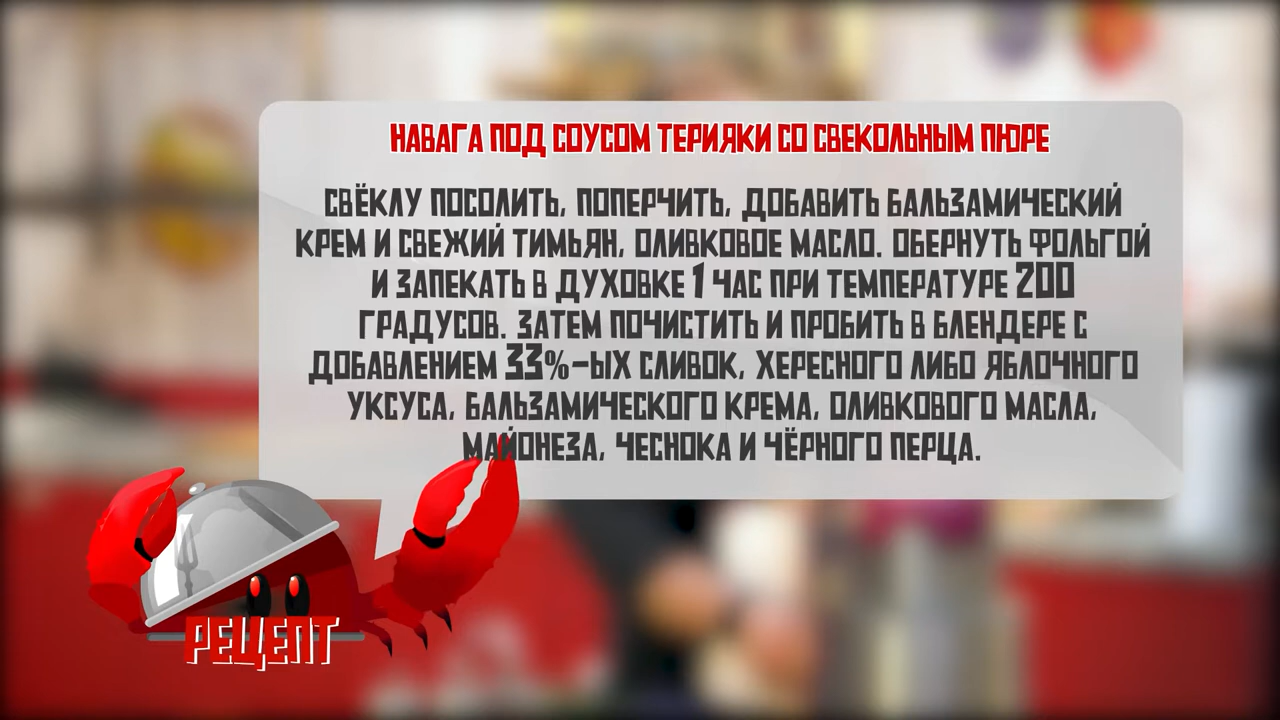 НАВАГА ПОД СОУСОМ ТЕРИЯКИ СО СВЕКОЛЬНЫМ ПЮРЕ
СВЁКЛУ ПОСОЛИТЬ, ПОПЕРЧИТЬ, ДОБАВИТЬ БАЛЬЗАМИЧЕСКИЙ
КРЕМ И СВЕЖИЙ ТИМЬЯН, ОЛИВКОВОЕ МАСЛО. ОБЕРНУТЬ ФОЛЬГОЙ
И ЗАПЕКАТЬ В ДУХОВКЕ 1 ЧАС ПРИ ТЕМПЕРАТУРЕ 200
ГРАДУСОВ. ЗАТЕМ ПОЧИСТИТЬ И ПРОБИТЬ В БЛЕНДЕРЕ С
ДОБАВЛЕНИЕМ 33%-ЫХ СЛИВОК, ХЕРЕСНОГО ЛИБО ЯБЛОЧНОГО
УКСУСА, БАЛЬЗАМИЧЕСКОГО КРЕМА, ОЛИВКОВОГО МАСЛА,
МАЙОНЕЗА, ЧЕСНОКА И ЧЁРНОГО ПЕРЦА.
РЕЦЕПТ